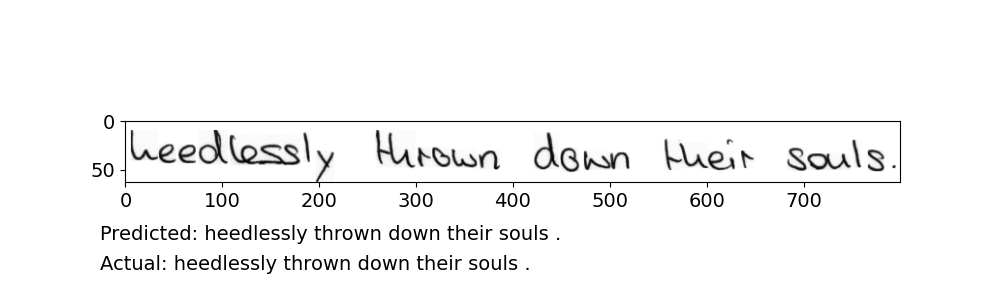 0
heedlessly thrown down their souls.
50
0 100 200 300 400 500 600 700
Predicted: heedlessly thrown down their souls .
Actual: heedlessly thrown down their souls .